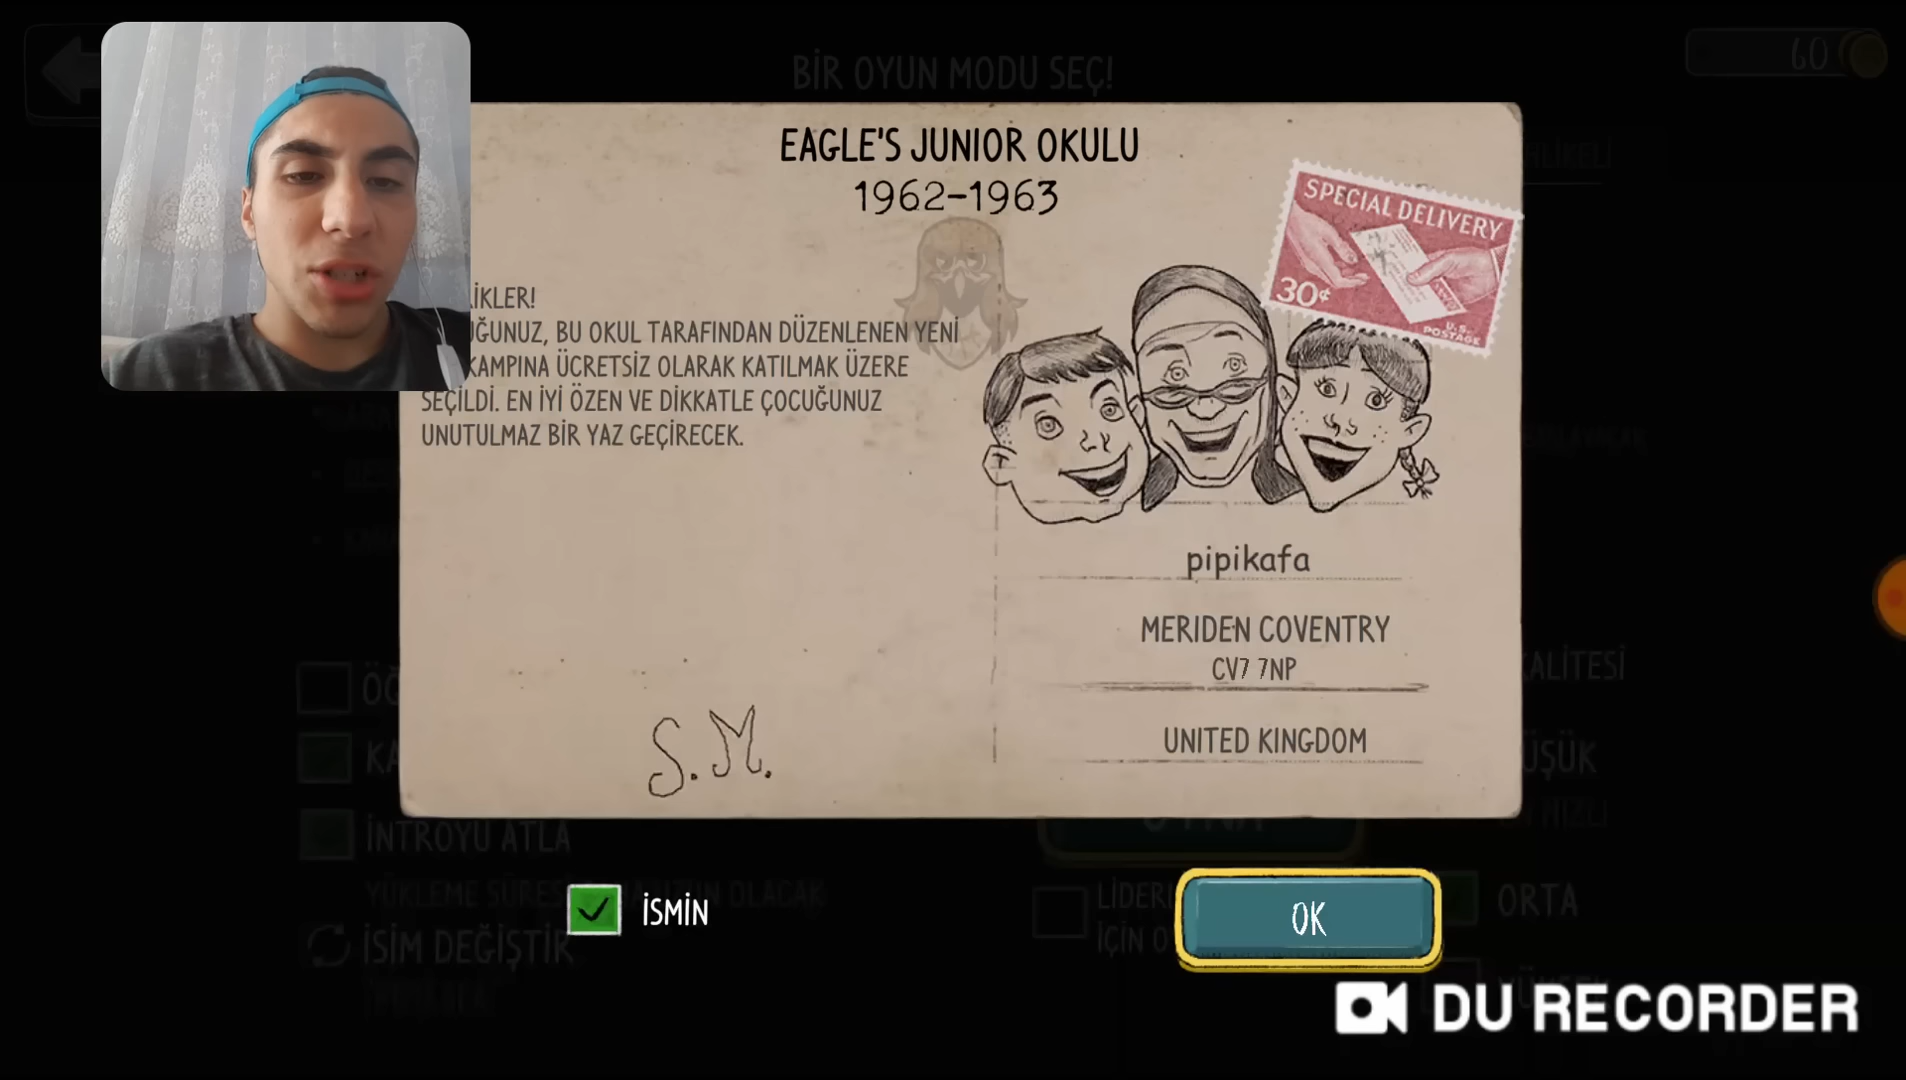 BİR OYUN MODU SEÇ!
60
EAGLE'S JUNIOR OKULU
1962-1963
SPECIAL DELIVERY
30¢
U.S.
POSTAGE
BU OKUL TARAFINDAN DÜZENLENEN YENİ
KAMPINA ÜCRETSİZ OLARAK KATILMAK ÜZERE
SEÇİLDİ. EN İYİ ÖZEN VE DİKKATLE ÇOCUĞUNUZ
UNUTULMAZ BİR YAZ GEÇİRECEK.
S.M.
pipikafa
MERIDEN COVENTRY
CV7 7NP
UNITED KINGDOM
İNTROYU ATLA
İSMİN
OK
ORTA
İSİM DEĞİŞTİR
DU RECORDER